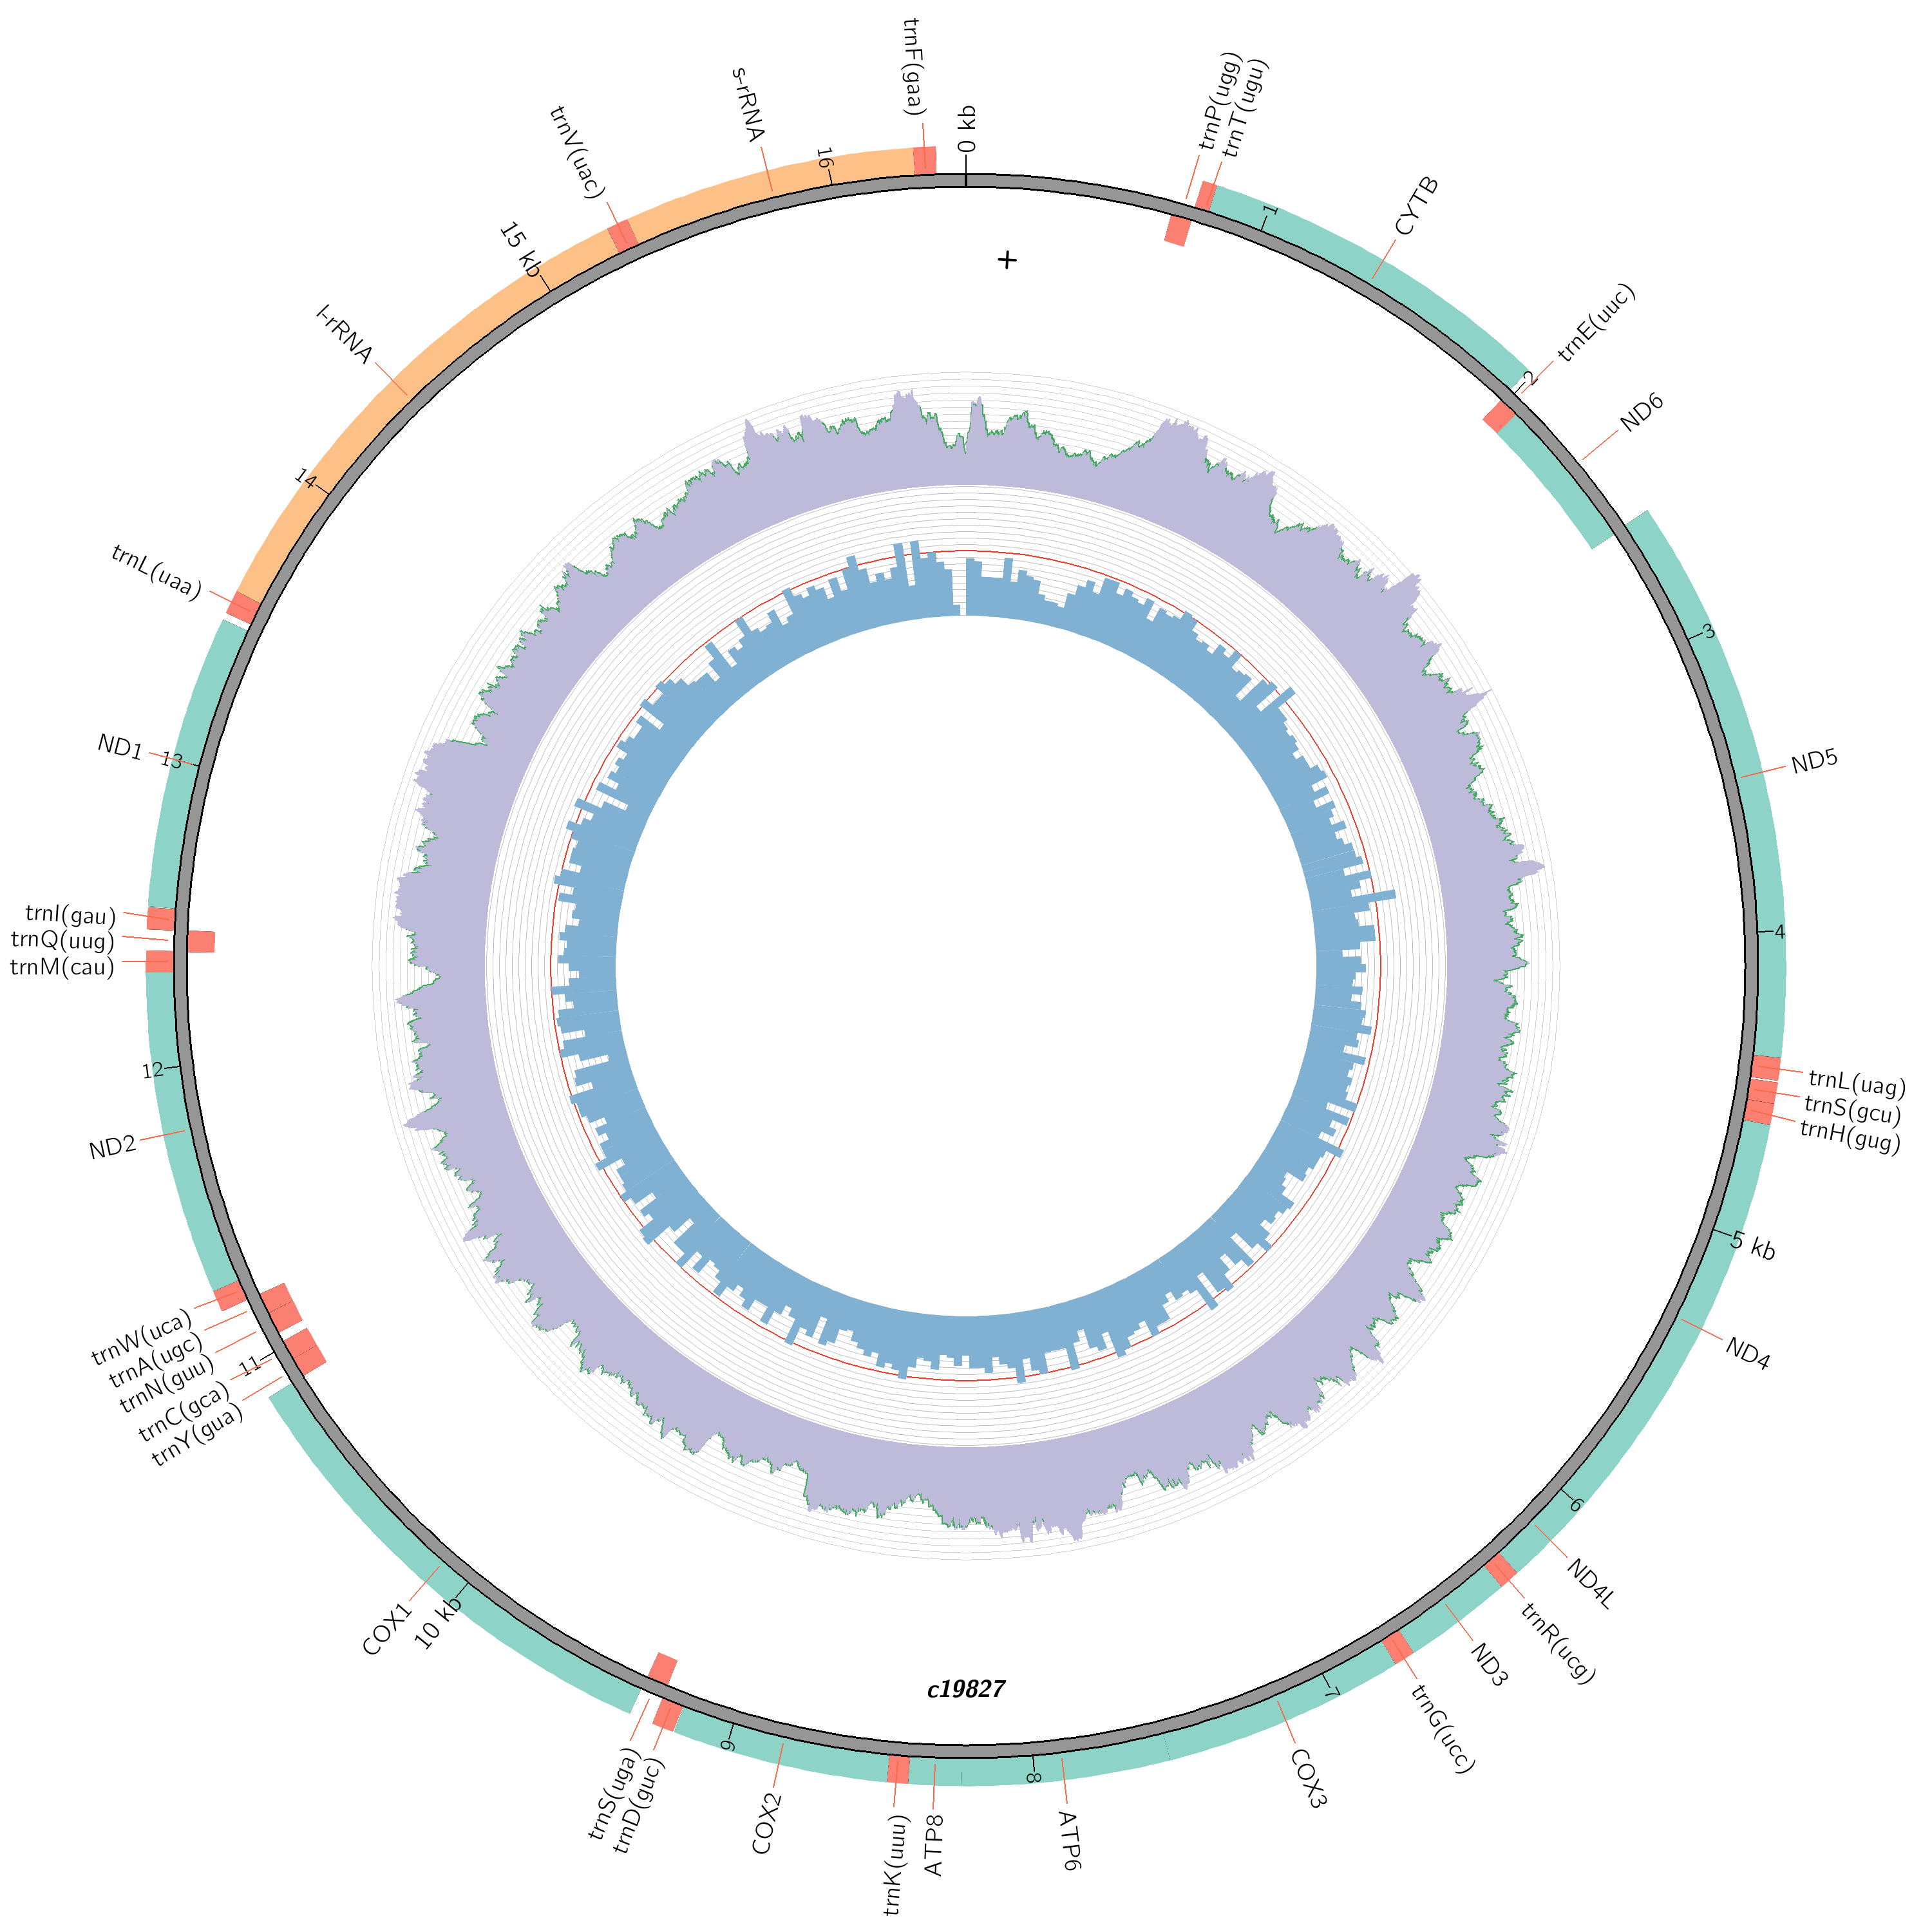 0 kb
trnP(ugg)
trnT(ugu)
1
CYTB
2
trnE(uuc)
ND6
3
ND5
4
trnL(uag)
trnS(gcu)
trnH(gug)
5 kb
ND4
6
ND4L
trnR(ucg)
ND3
trnG(ucc)
7
COX3
8
ATP6
ATP8
trnK(uuu)
COX2
9
trnD(guc)
trnS(uga)
10 kb
COX1
trnY(gua)
trnC(gca)
11
trnN(guu)
trnA(ugc)
trnW(uca)
ND2
12
trnM(cau)
trnQ(uug)
trnI(gau)
13
ND1
trnL(uaa)
14
l-rRNA
15 kb
trnV(uac)
s-rRNA
16
trnF(gaa)
+
c19827